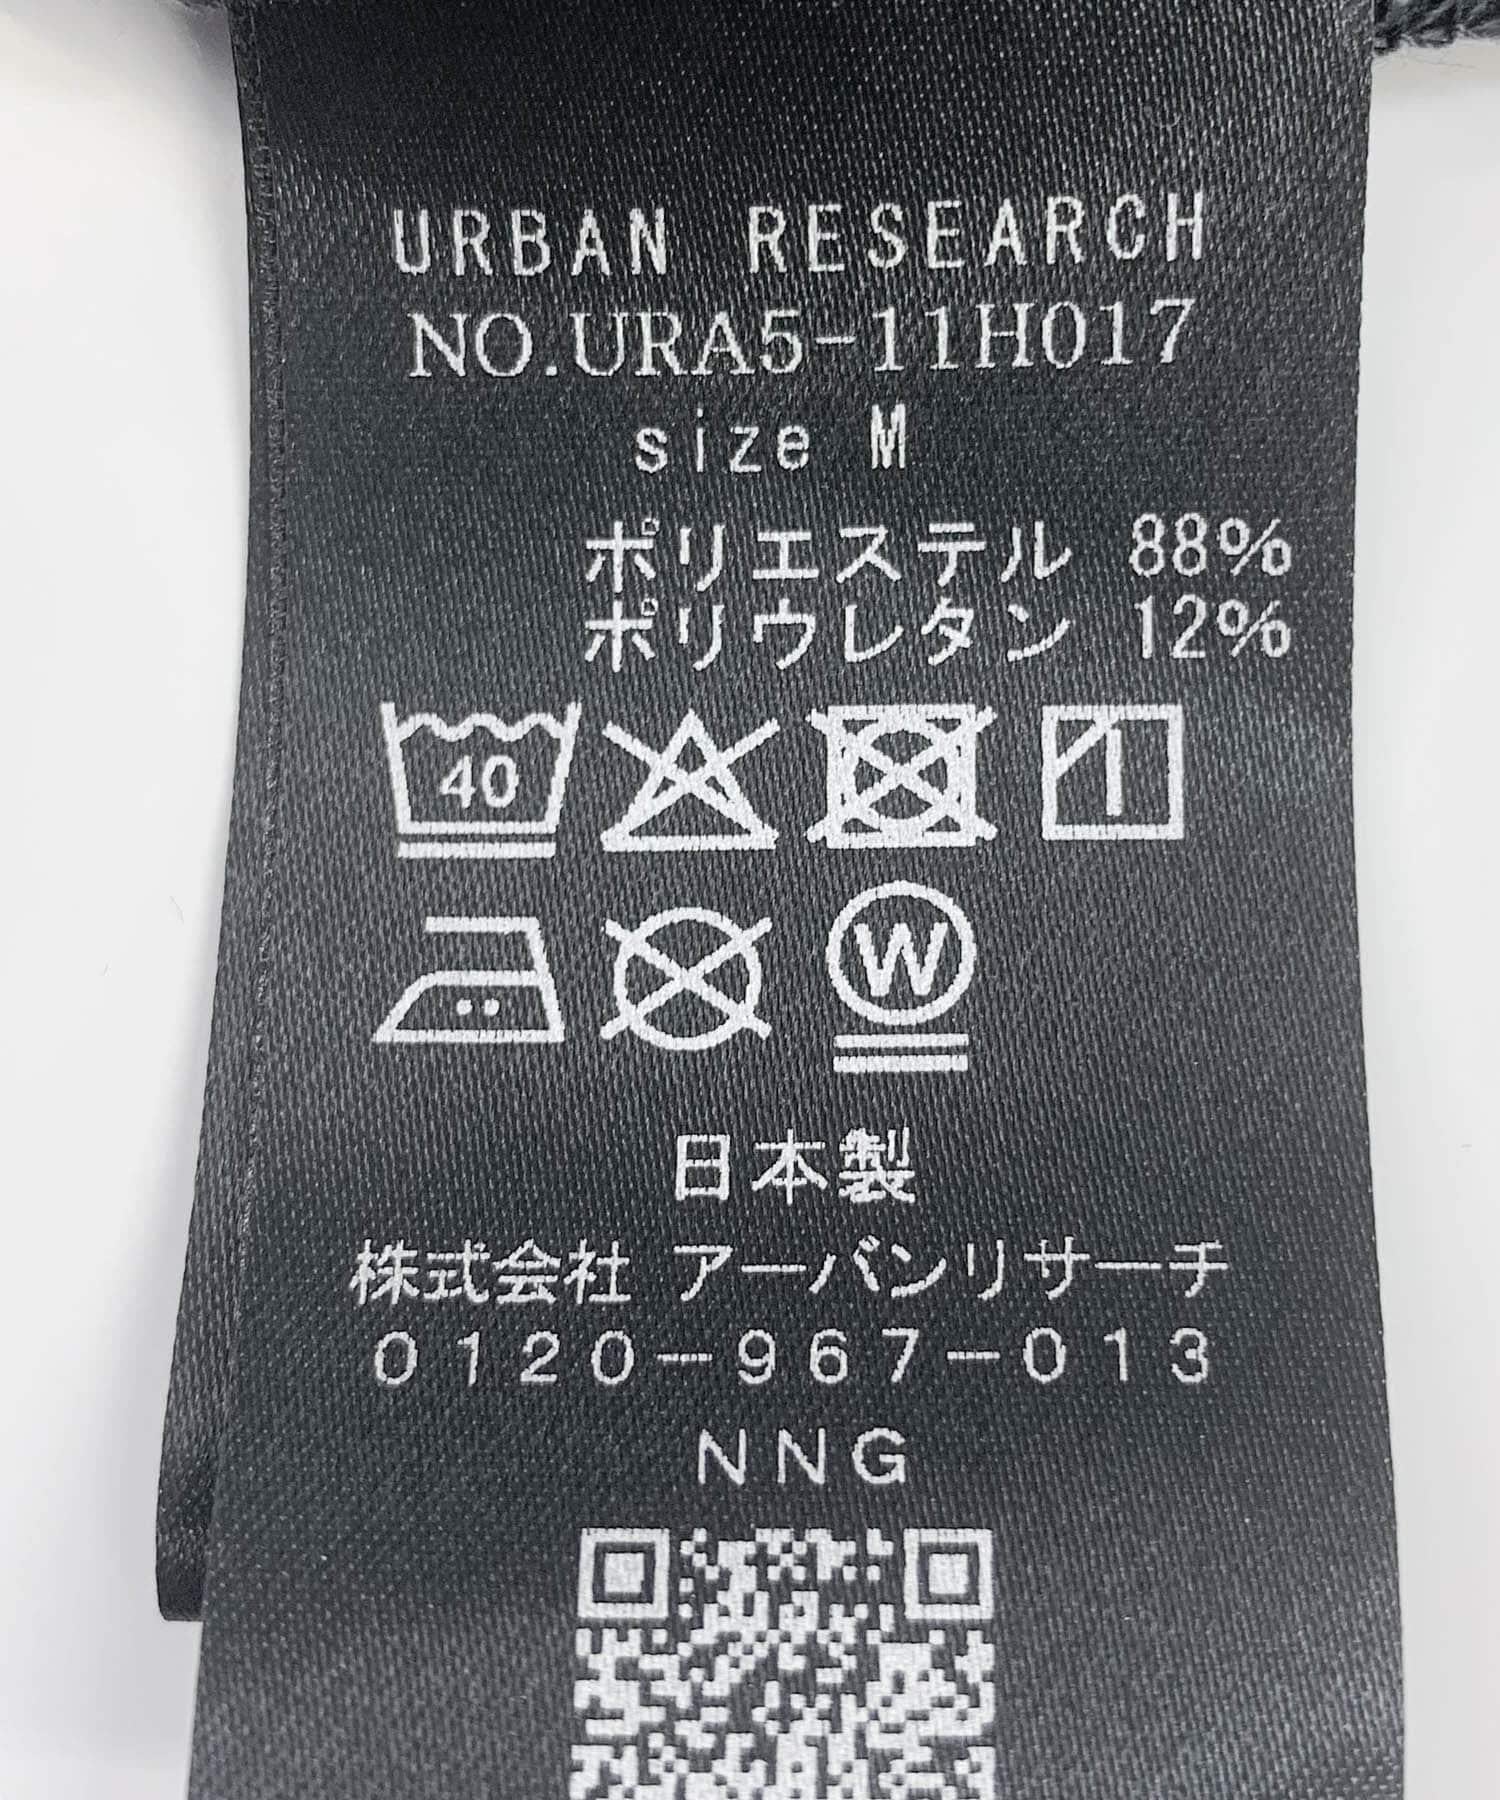 URBAN RESEARCH
NO.URA5-11H017
size M
ポリエステル 88%
ポリウレタン 12%
40
W
日本製
株式会社 アーバンリサーチ
0120-967-013
NNG